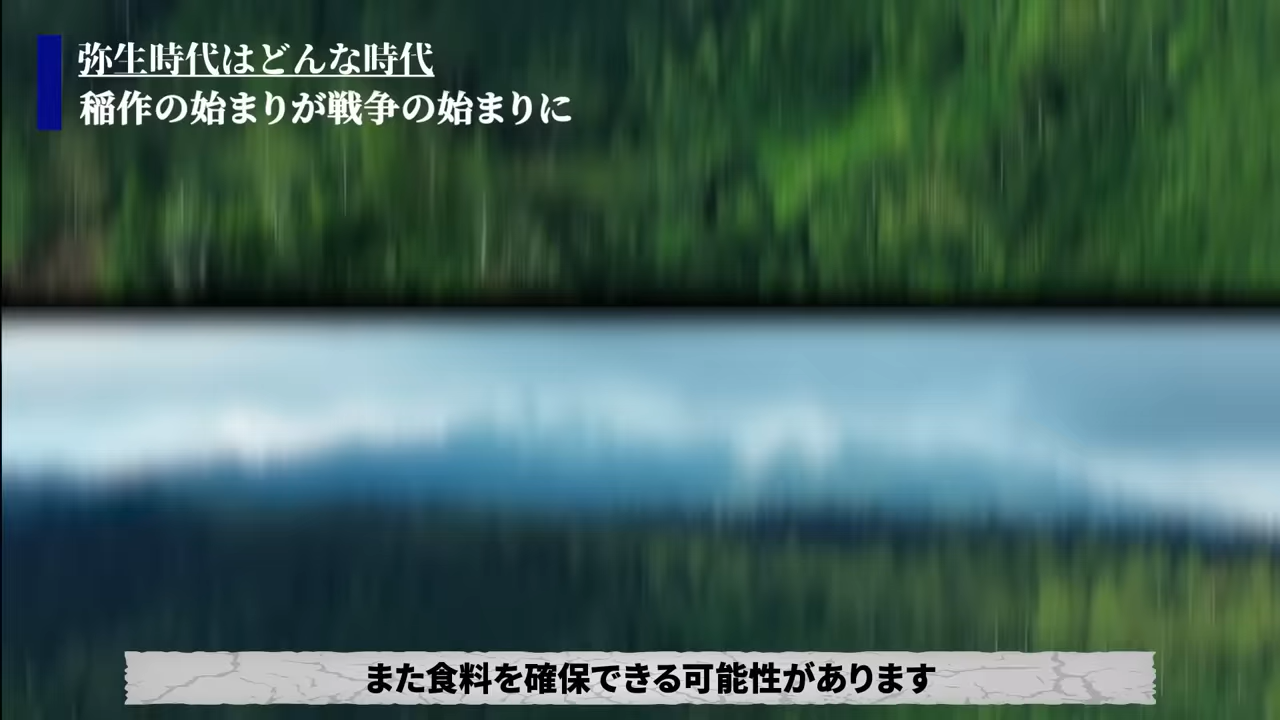 弥生時代はどんな時代
稲作の始まりが戦争の始まりに
また食料を確保できる可能性があります